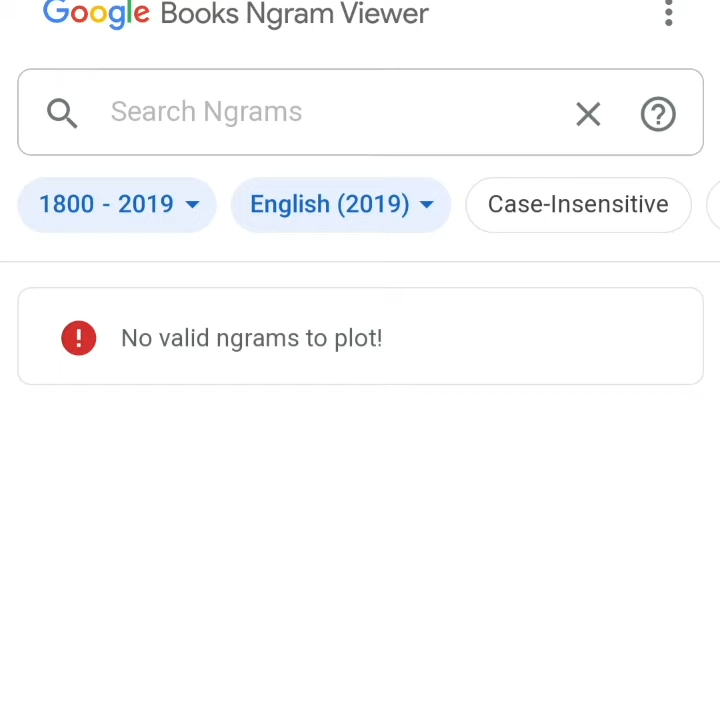 Google Books Ngram Viewer
Search Ngrams
1800 - 2019 English (2019) Case-Insensitive
No valid ngrams to plot!